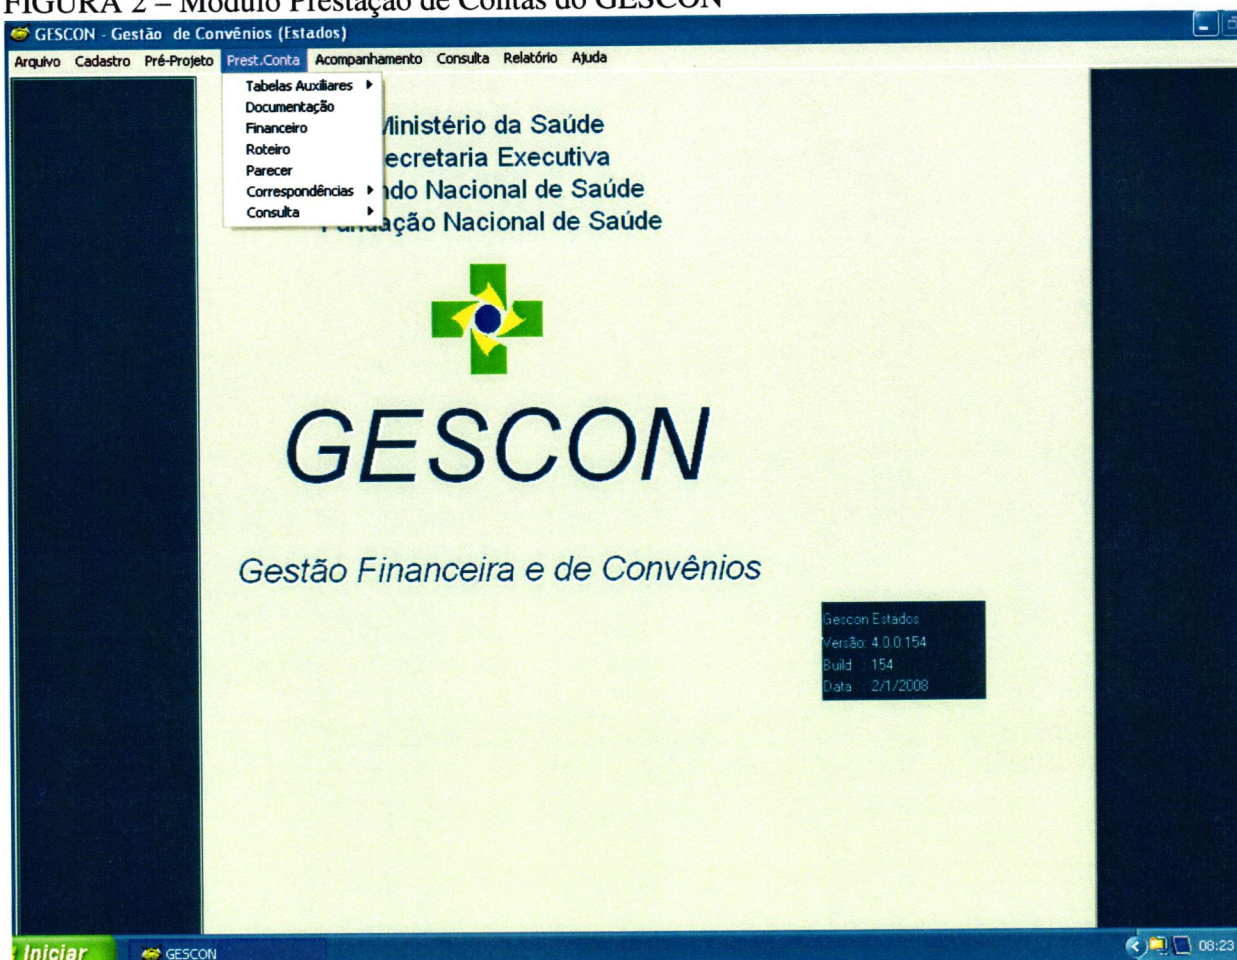 FIGURA 2 – Módulo Prestação de Contas do GESCON
GESCON - Gestão de Convênios (Estados)
Arquivo Cadastro Pré-Projeto Prest.Conta Acompanhamento Consulta Relatório Ajuda
Tabelas Auxiliares
Documentação
Financeiro
Roteiro
Parecer
Correspondências
Consulta
Ministério da Saúde
ecretaria Executiva
ndo Nacional de Saúde
Fundação Nacional de Saúde
GESCON
Gestão Financeira e de Convênios
Gescon Estados
Versão: 4.0.0.154
Build : 154
Data : 2/1/2008
Iniciar GESCON 08:23